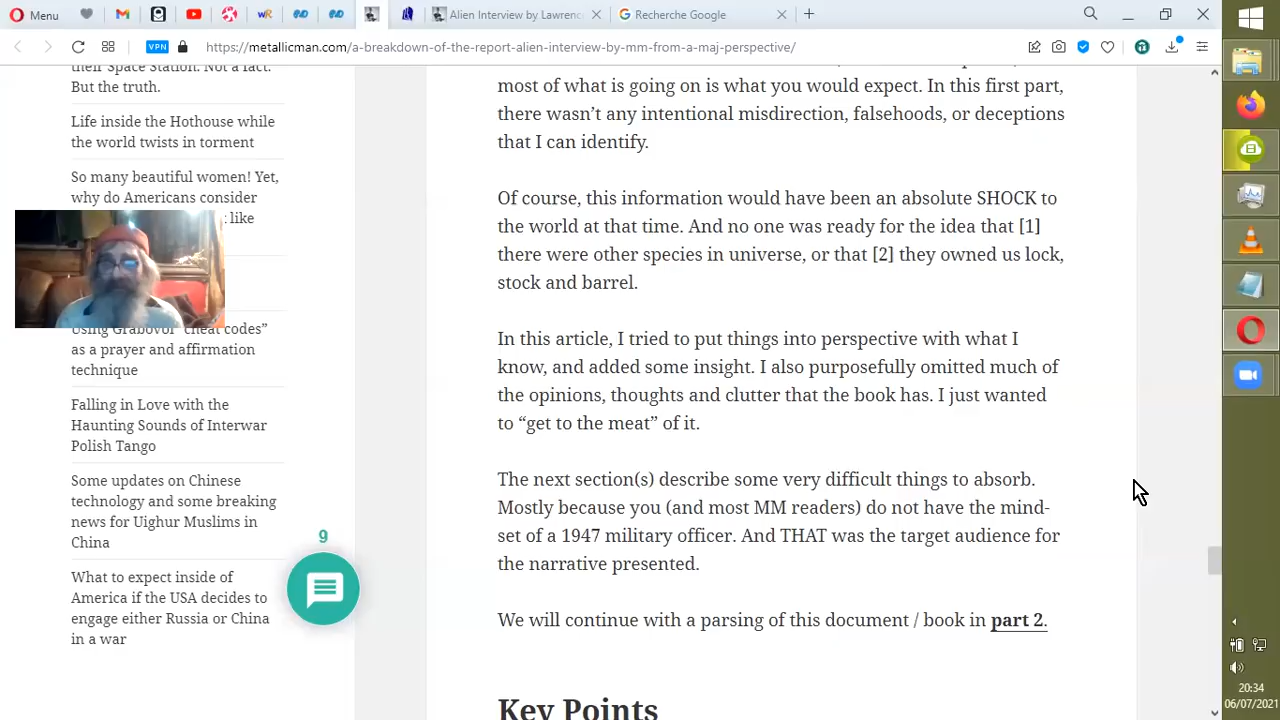 Menu
Alien Interview by Lawrenc
Recherche Google
VPN
https://metallicman.com/a-breakdown-of-the-report-alien-interview-by-mm-from-a-maj-perspective/
their Space Station. Not a fact.
But the truth.
Life inside the Hothouse while
the world twists in torment
So many beautiful women! Yet,
why do Americans consider
like
Using Grabovoi “cheat codes”
as a prayer and affirmation
technique
Falling in Love with the
Haunting Sounds of Interwar
Polish Tango
Some updates on Chinese
technology and some breaking
news for Uighur Muslims in
China
What to expect inside of
America if the USA decides to
engage either Russia or China
in a war
9
most of what is going on is what you would expect. In this first part,
there wasn’t any intentional misdirection, falsehoods, or deceptions
that I can identify.
Of course, this information would have been an absolute SHOCK to
the world at that time. And no one was ready for the idea that [1]
there were other species in universe, or that [2] they owned us lock,
stock and barrel.
In this article, I tried to put things into perspective with what I
know, and added some insight. I also purposefully omitted much of
the opinions, thoughts and clutter that the book has. I just wanted
to “get to the meat” of it.
The next section(s) describe some very difficult things to absorb.
Mostly because you (and most MM readers) do not have the mind-
set of a 1947 military officer. And THAT was the target audience for
the narrative presented.
We will continue with a parsing of this document / book in part 2.
Key Points
20:34
06/07/2021